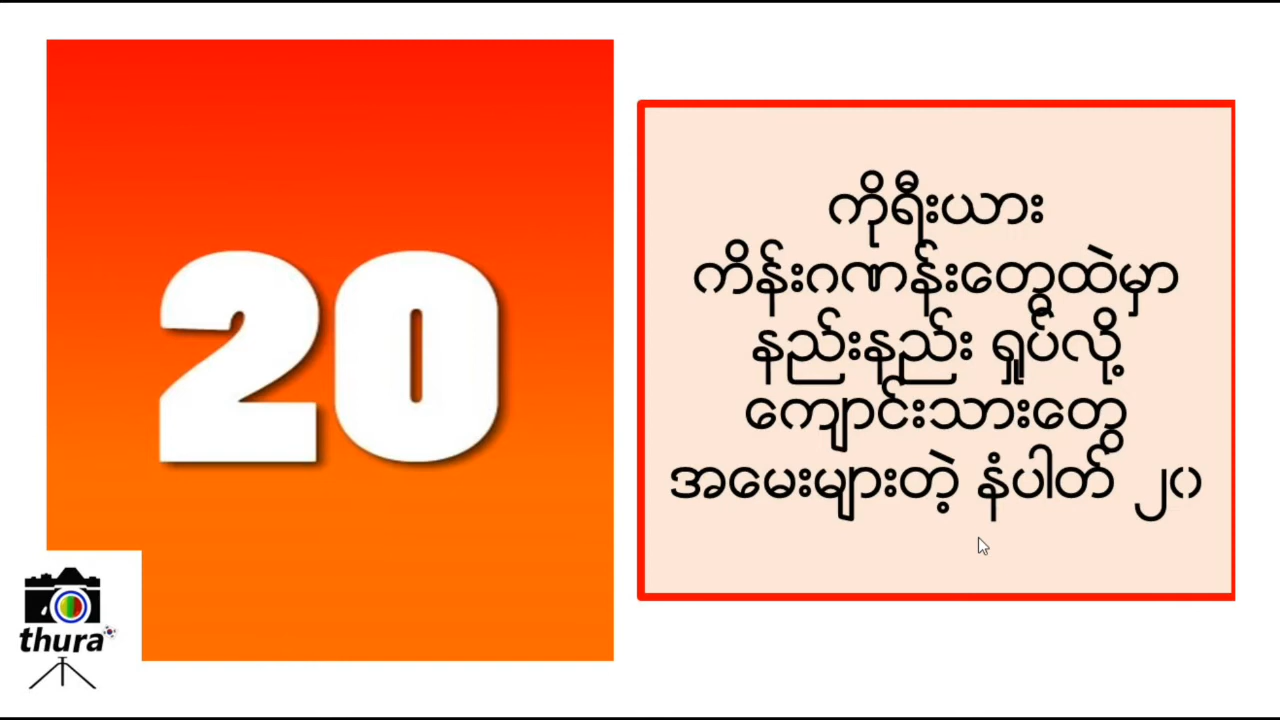 20
ကိုရီးယား
ကိန်းဂဏန်းတွေထဲမှာ
နည်းနည်း ရှုပ်လို့
ကျောင်းသားတွေ
အမေးများတဲ့ နံပါတ် ၂၀
thura